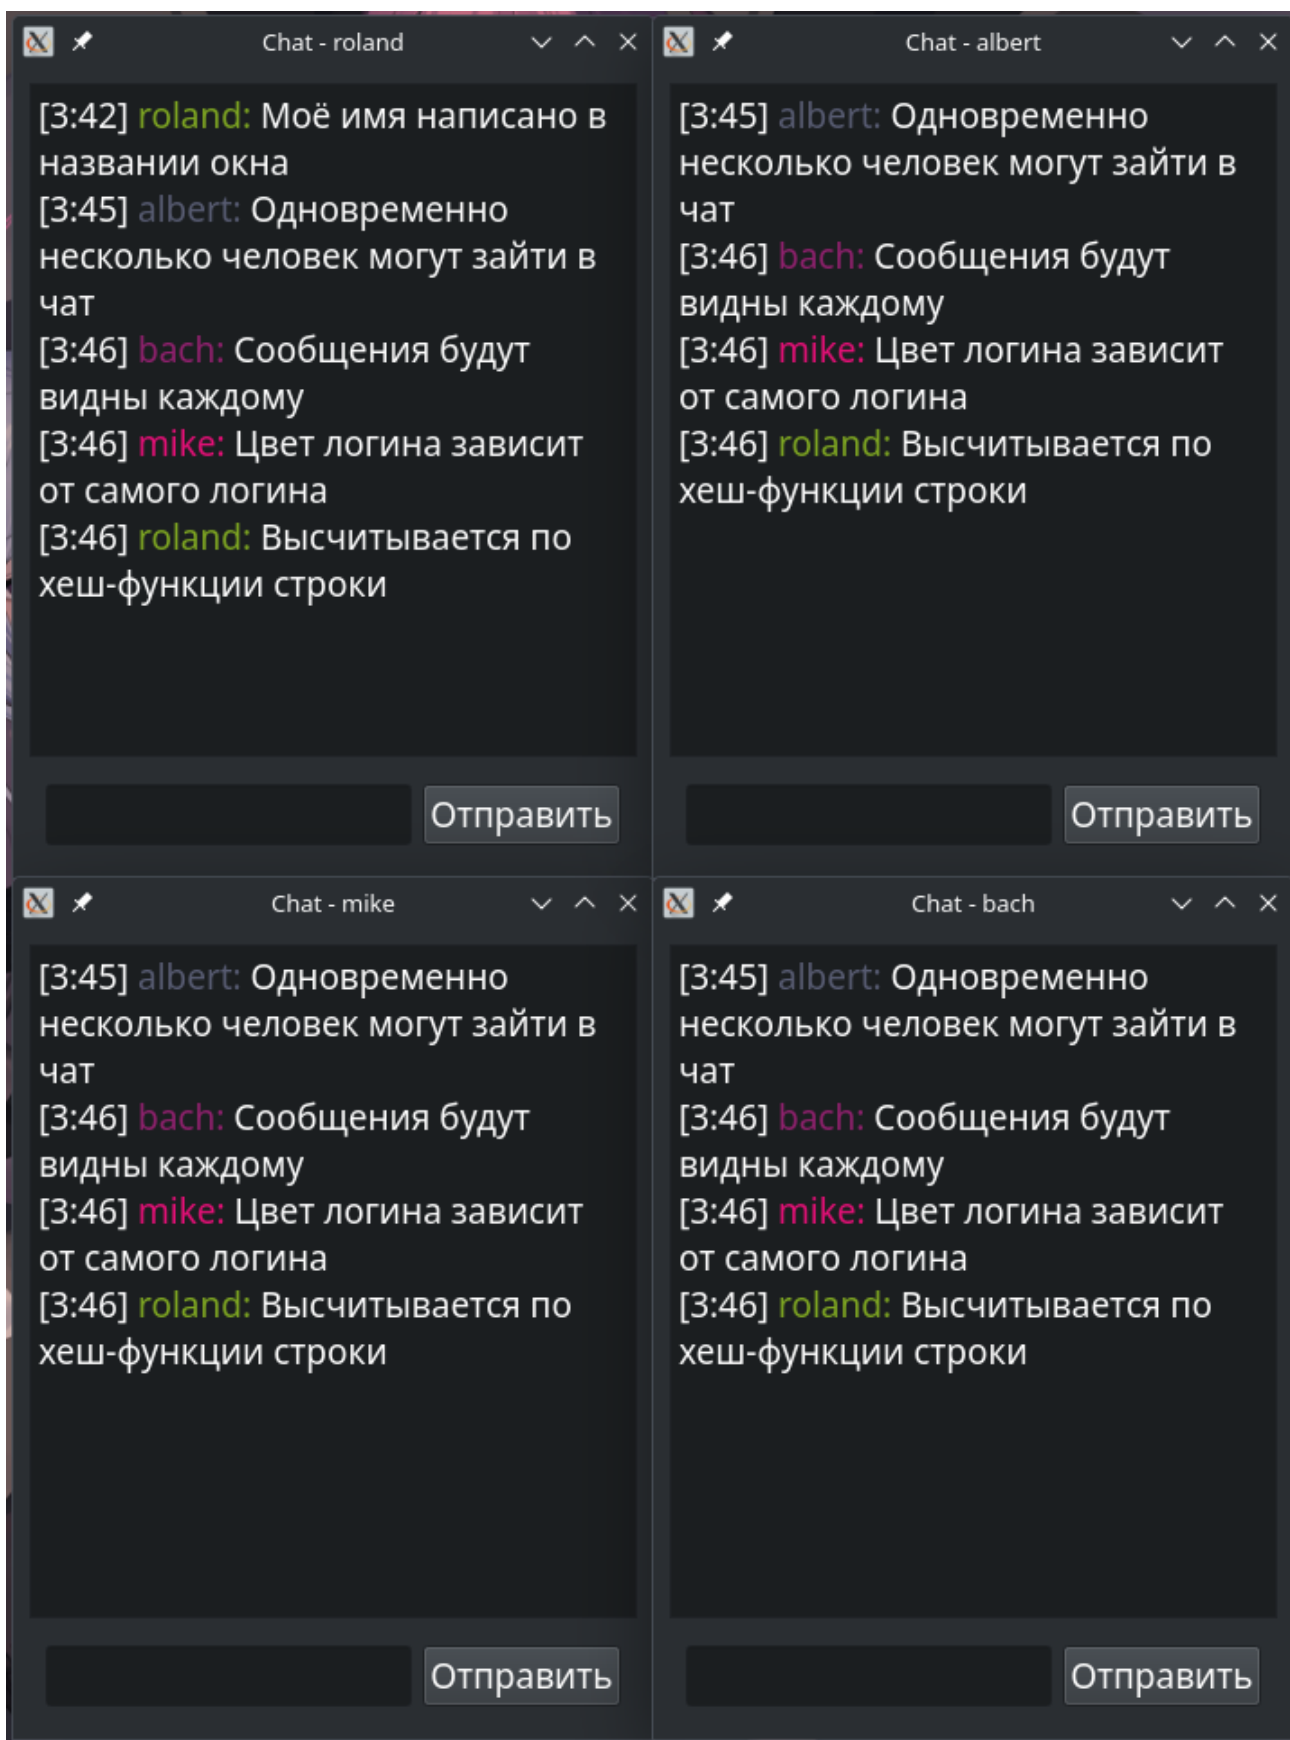 Chat - roland
[3:42] roland: Моё имя написано в
названии окна
[3:45] albert: Одновременно
несколько человек могут зайти в
чат
[3:46] bach: Сообщения будут
видны каждому
[3:46] mike: Цвет логина зависит
от самого логина
[3:46] roland: Высчитывается по
хеш-функции строки
Отправить
Chat - albert
[3:45] albert: Одновременно
несколько человек могут зайти в
чат
[3:46] bach: Сообщения будут
видны каждому
[3:46] mike: Цвет логина зависит
от самого логина
[3:46] roland: Высчитывается по
хеш-функции строки
Отправить
Chat - mike
[3:45] albert: Одновременно
несколько человек могут зайти в
чат
[3:46] bach: Сообщения будут
видны каждому
[3:46] mike: Цвет логина зависит
от самого логина
[3:46] roland: Высчитывается по
хеш-функции строки
Отправить
Chat - bach
[3:45] albert: Одновременно
несколько человек могут зайти в
чат
[3:46] bach: Сообщения будут
видны каждому
[3:46] mike: Цвет логина зависит
от самого логина
[3:46] roland: Высчитывается по
хеш-функции строки
Отправить